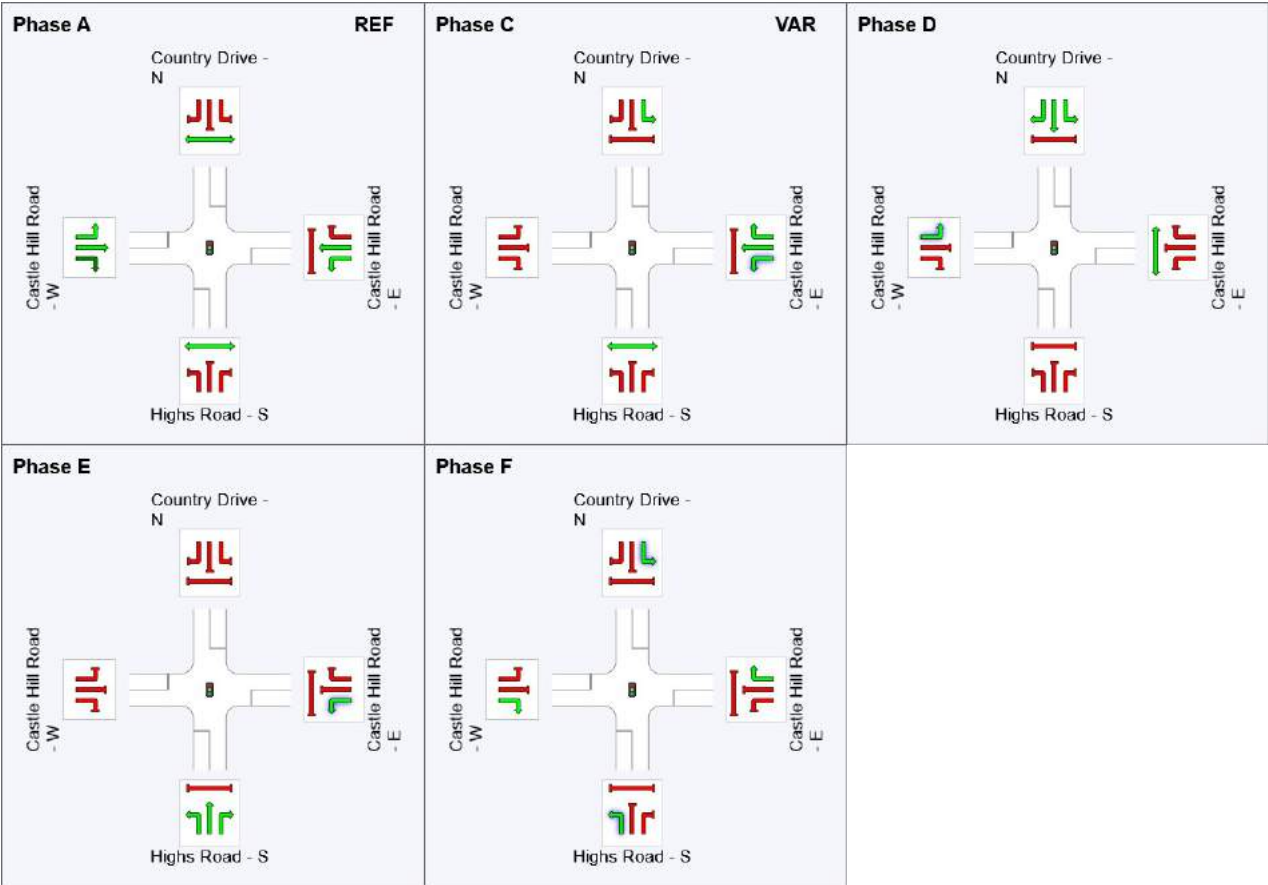 Phase A
REF
Country Drive -
N
Castle Hill Road
- W
Castle Hill Road
- E
Highs Road - S
Phase C
VAR
Country Drive -
N
Castle Hill Road
- W
Castle Hill Road
- E
Highs Road - S
Phase D
Country Drive -
N
Castle Hill Road
- W
Castle Hill Road
- E
Highs Road - S
Phase E
Country Drive -
N
Castle Hill Road
- W
Castle Hill Road
- E
Highs Road - S
Phase F
Country Drive -
N
Castle Hill Road
- W
Castle Hill Road
- E
Highs Road - S